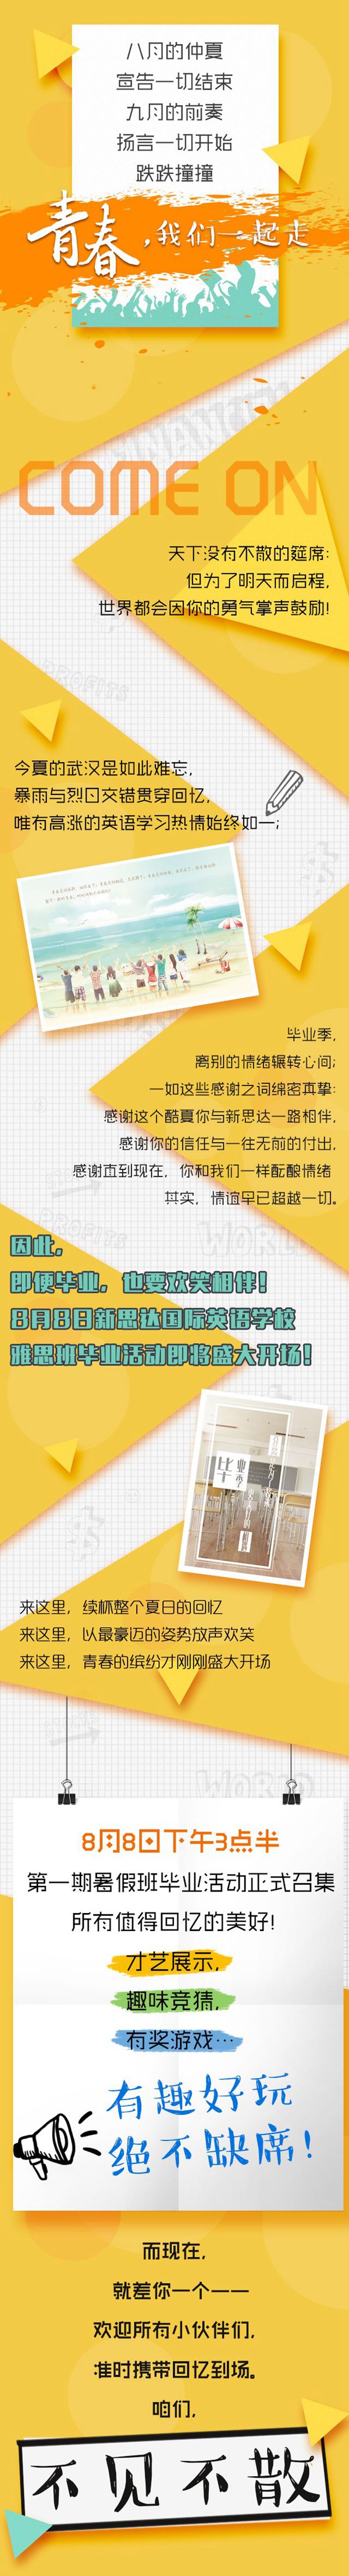 八月的仲夏
宣告一切结束
九月的前奏
扬言一切开始
跌跌撞撞
青春,我们一起走
COME ON
天下没有不散的筵席:
但为了明天而启程,
世界都会因你的勇气掌声鼓励!
PROFITS
今夏的武汉是如此难忘,
暴雨与烈日交错贯穿回忆,
唯有高涨的英语学习热情始终如一;
毕业季,
离别的情绪辗转心间;
一如这些感谢之词绵密真挚:
感谢这个酷夏你与新思达一路相伴,
感谢你的信任与一往无前的付出,
感谢直到现在，你和我们一样酝酿情绪
其实，情谊早已超越一切。
PROFITS
WORLD
因此,
即便毕业，也要欢笑相伴！
8月8日新思达国际英语学校
雅思班毕业活动即将盛大开场！
毕
业季
来这里，续杯整个夏日的回忆
来这里，以最豪迈的姿势放声欢笑
来这里，青春的缤纷才刚刚盛大开场
WORLD
8月8日下午3点半
第一期暑假班毕业活动正式召集
所有值得回忆的美好!
才艺展示,
趣味竞猜,
有奖游戏…
有趣好玩
绝不缺席!
而现在,
就差你一个——
欢迎所有小伙伴们,
准时携带回忆到场。
咱们,
不见不散